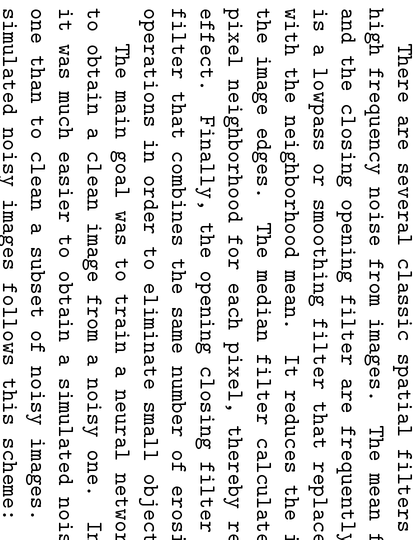 There are several classic spatial filters
high frequency noise from images. The mean f
and the closing opening filter are frequently
is a lowpass or smoothing filter that replace
with the neighborhood mean. It reduces the i
the image edges. The median filter calculate
pixel neighborhood for each pixel, thereby re
effect. Finally, the opening closing filter
filter that combines the same number of erosi
operations in order to eliminate small object
The main goal was to train a neural networ
to obtain a clean image from a noisy one. In
it was much easier to obtain a simulated nois
one than to clean a subset of noisy images.
simulated noisy images follows this scheme: